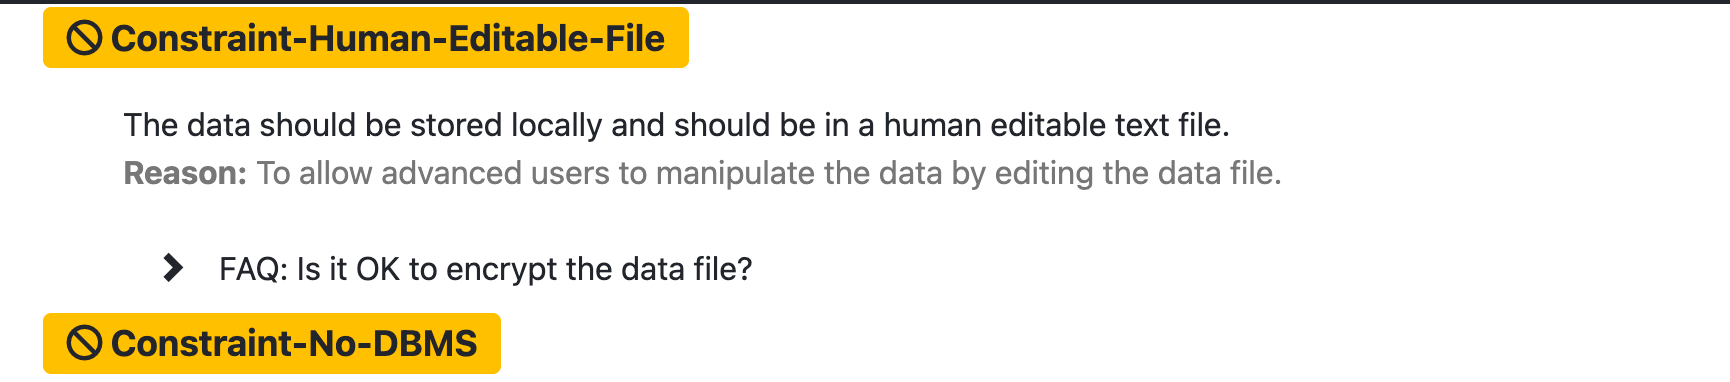 Constraint-Human-Editable-File
The data should be stored locally and should be in a human editable text file.
Reason: To allow advanced users to manipulate the data by editing the data file.
FAQ: Is it OK to encrypt the data file?
Constraint-No-DBMS